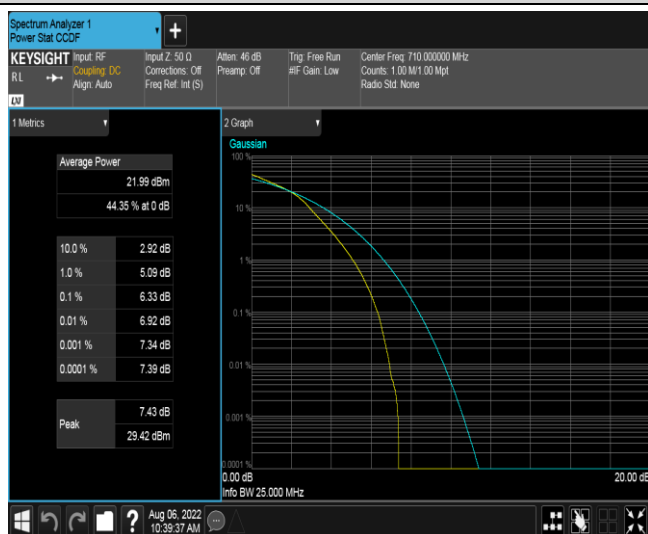 Spectrum Analyzer 1
Power Stat CCDF
KEYSIGHT
R L
LXI
Input: RF
Coupling: DC
Align: Auto
Input Z: 50 Ω
Corrections: Off
Freq Ref: Int (S)
Atten: 46 dB
Preamp: Off
Trig: Free Run
#IF Gain: Low
Center Freq: 710.000000 MHz
Counts: 1.00 M/1.00 Mpt
Radio Std: None
1 Metrics
Average Power
21.99 dBm
44.35 % at 0 dB
10.0 % 2.92 dB
1.0 % 5.09 dB
0.1 % 6.33 dB
0.01 % 6.92 dB
0.001 % 7.34 dB
0.0001 % 7.39 dB
Peak
7.43 dB
29.42 dBm
2 Graph
Gaussian
100 %
10 %
1 %
0.1 %
0.01 %
0.001 %
0.0001 %
0.00 dB 20.00 dB
Info BW 25.000 MHz
Aug 06, 2022
10:39:37 AM